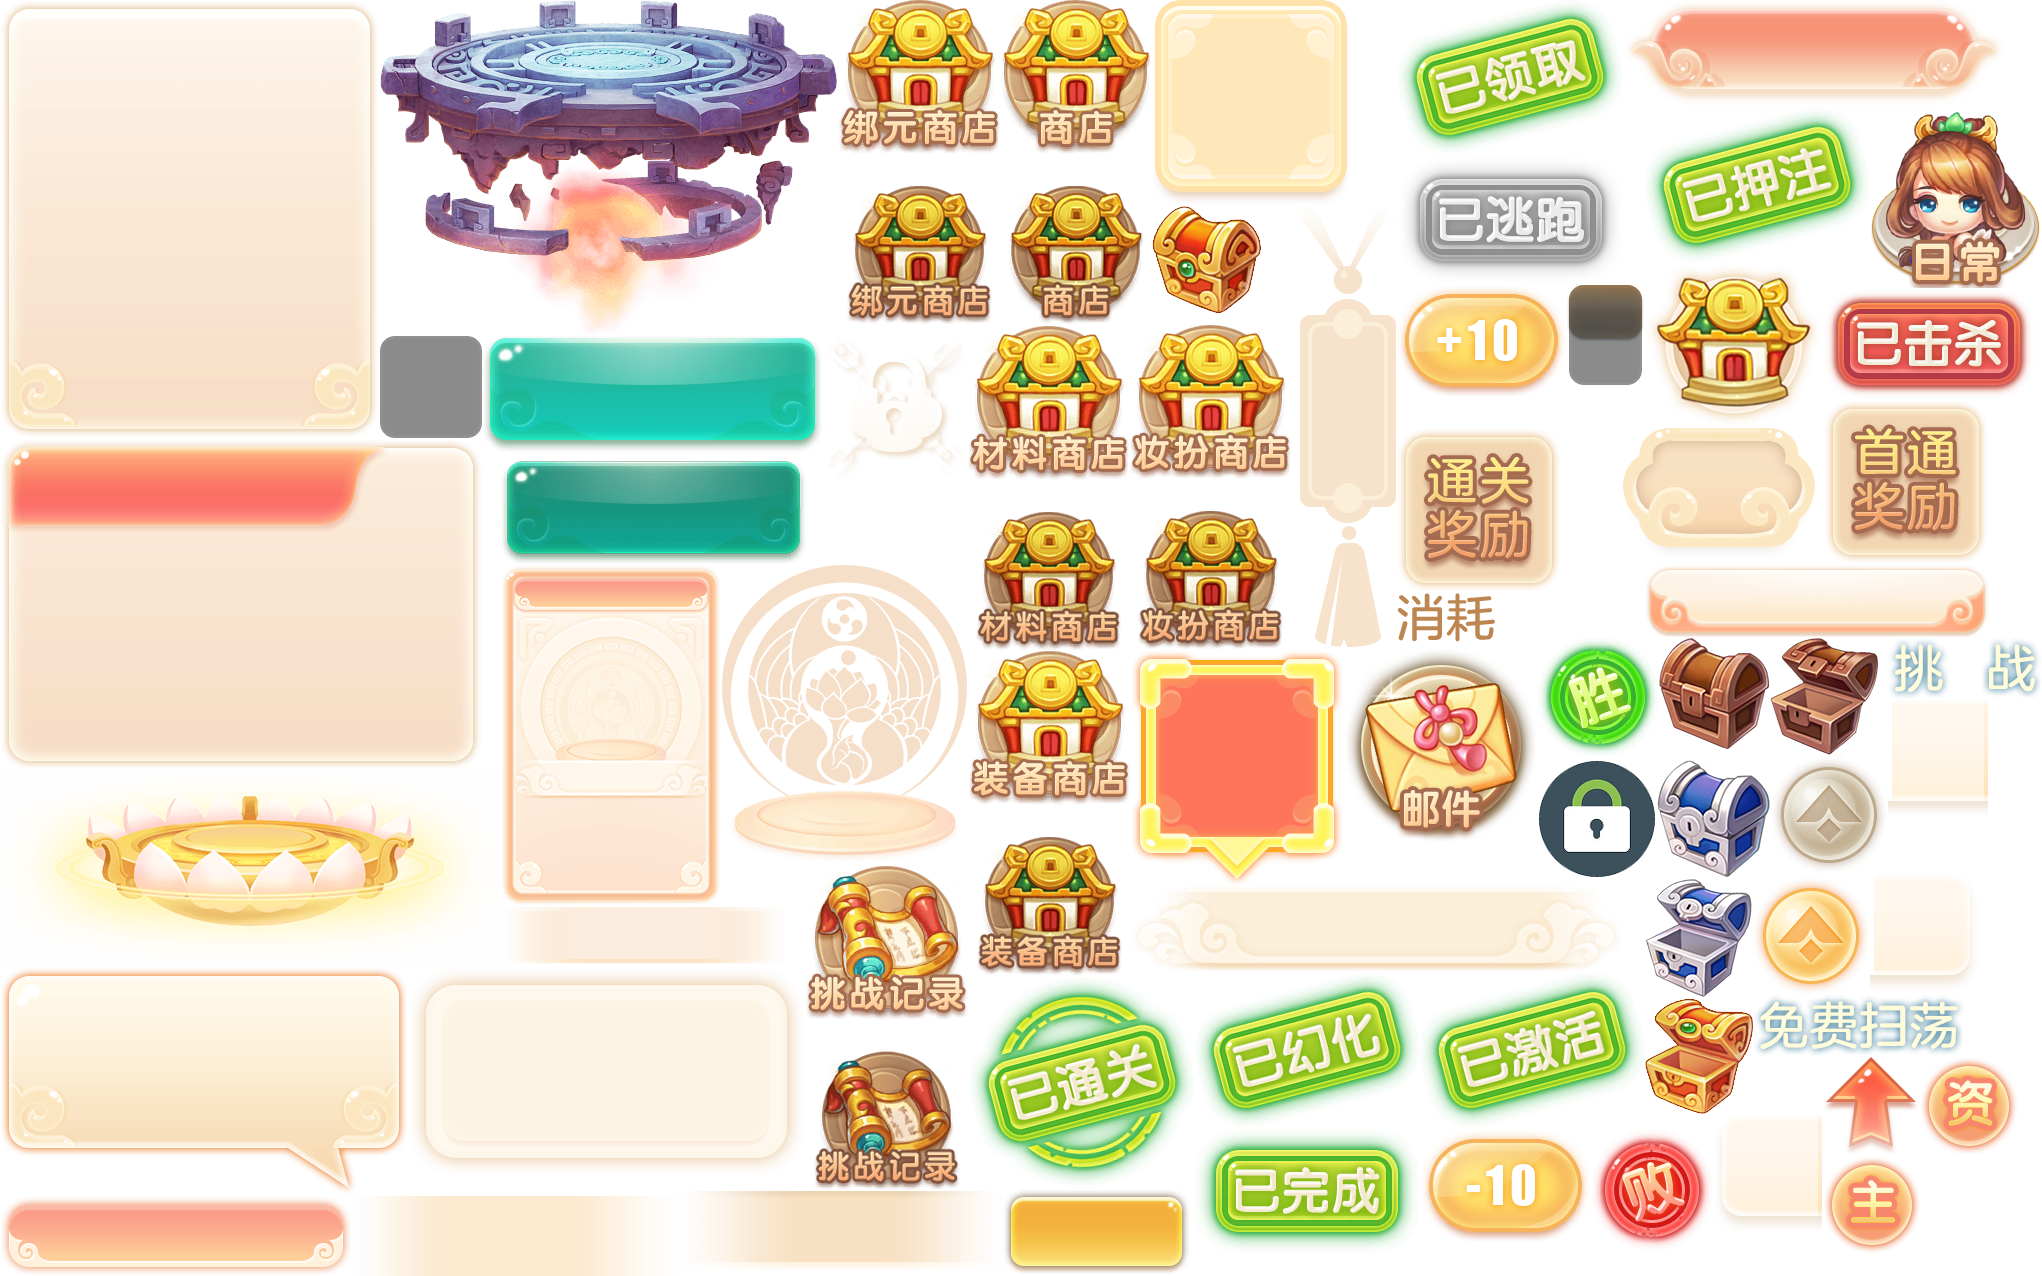 绑元商店
商店
已领取
已押注
日常
已逃跑
绑元商店
商店
+10
已击杀
材料商店
妆扮商店
通关
奖励
首通
奖励
材料商店
妆扮商店
消耗
挑 战
胜
装备商店
邮件
装备商店
挑战记录
免费扫荡
已通关
已幻化
已激活
资
挑战记录
已完成
-10
败
主